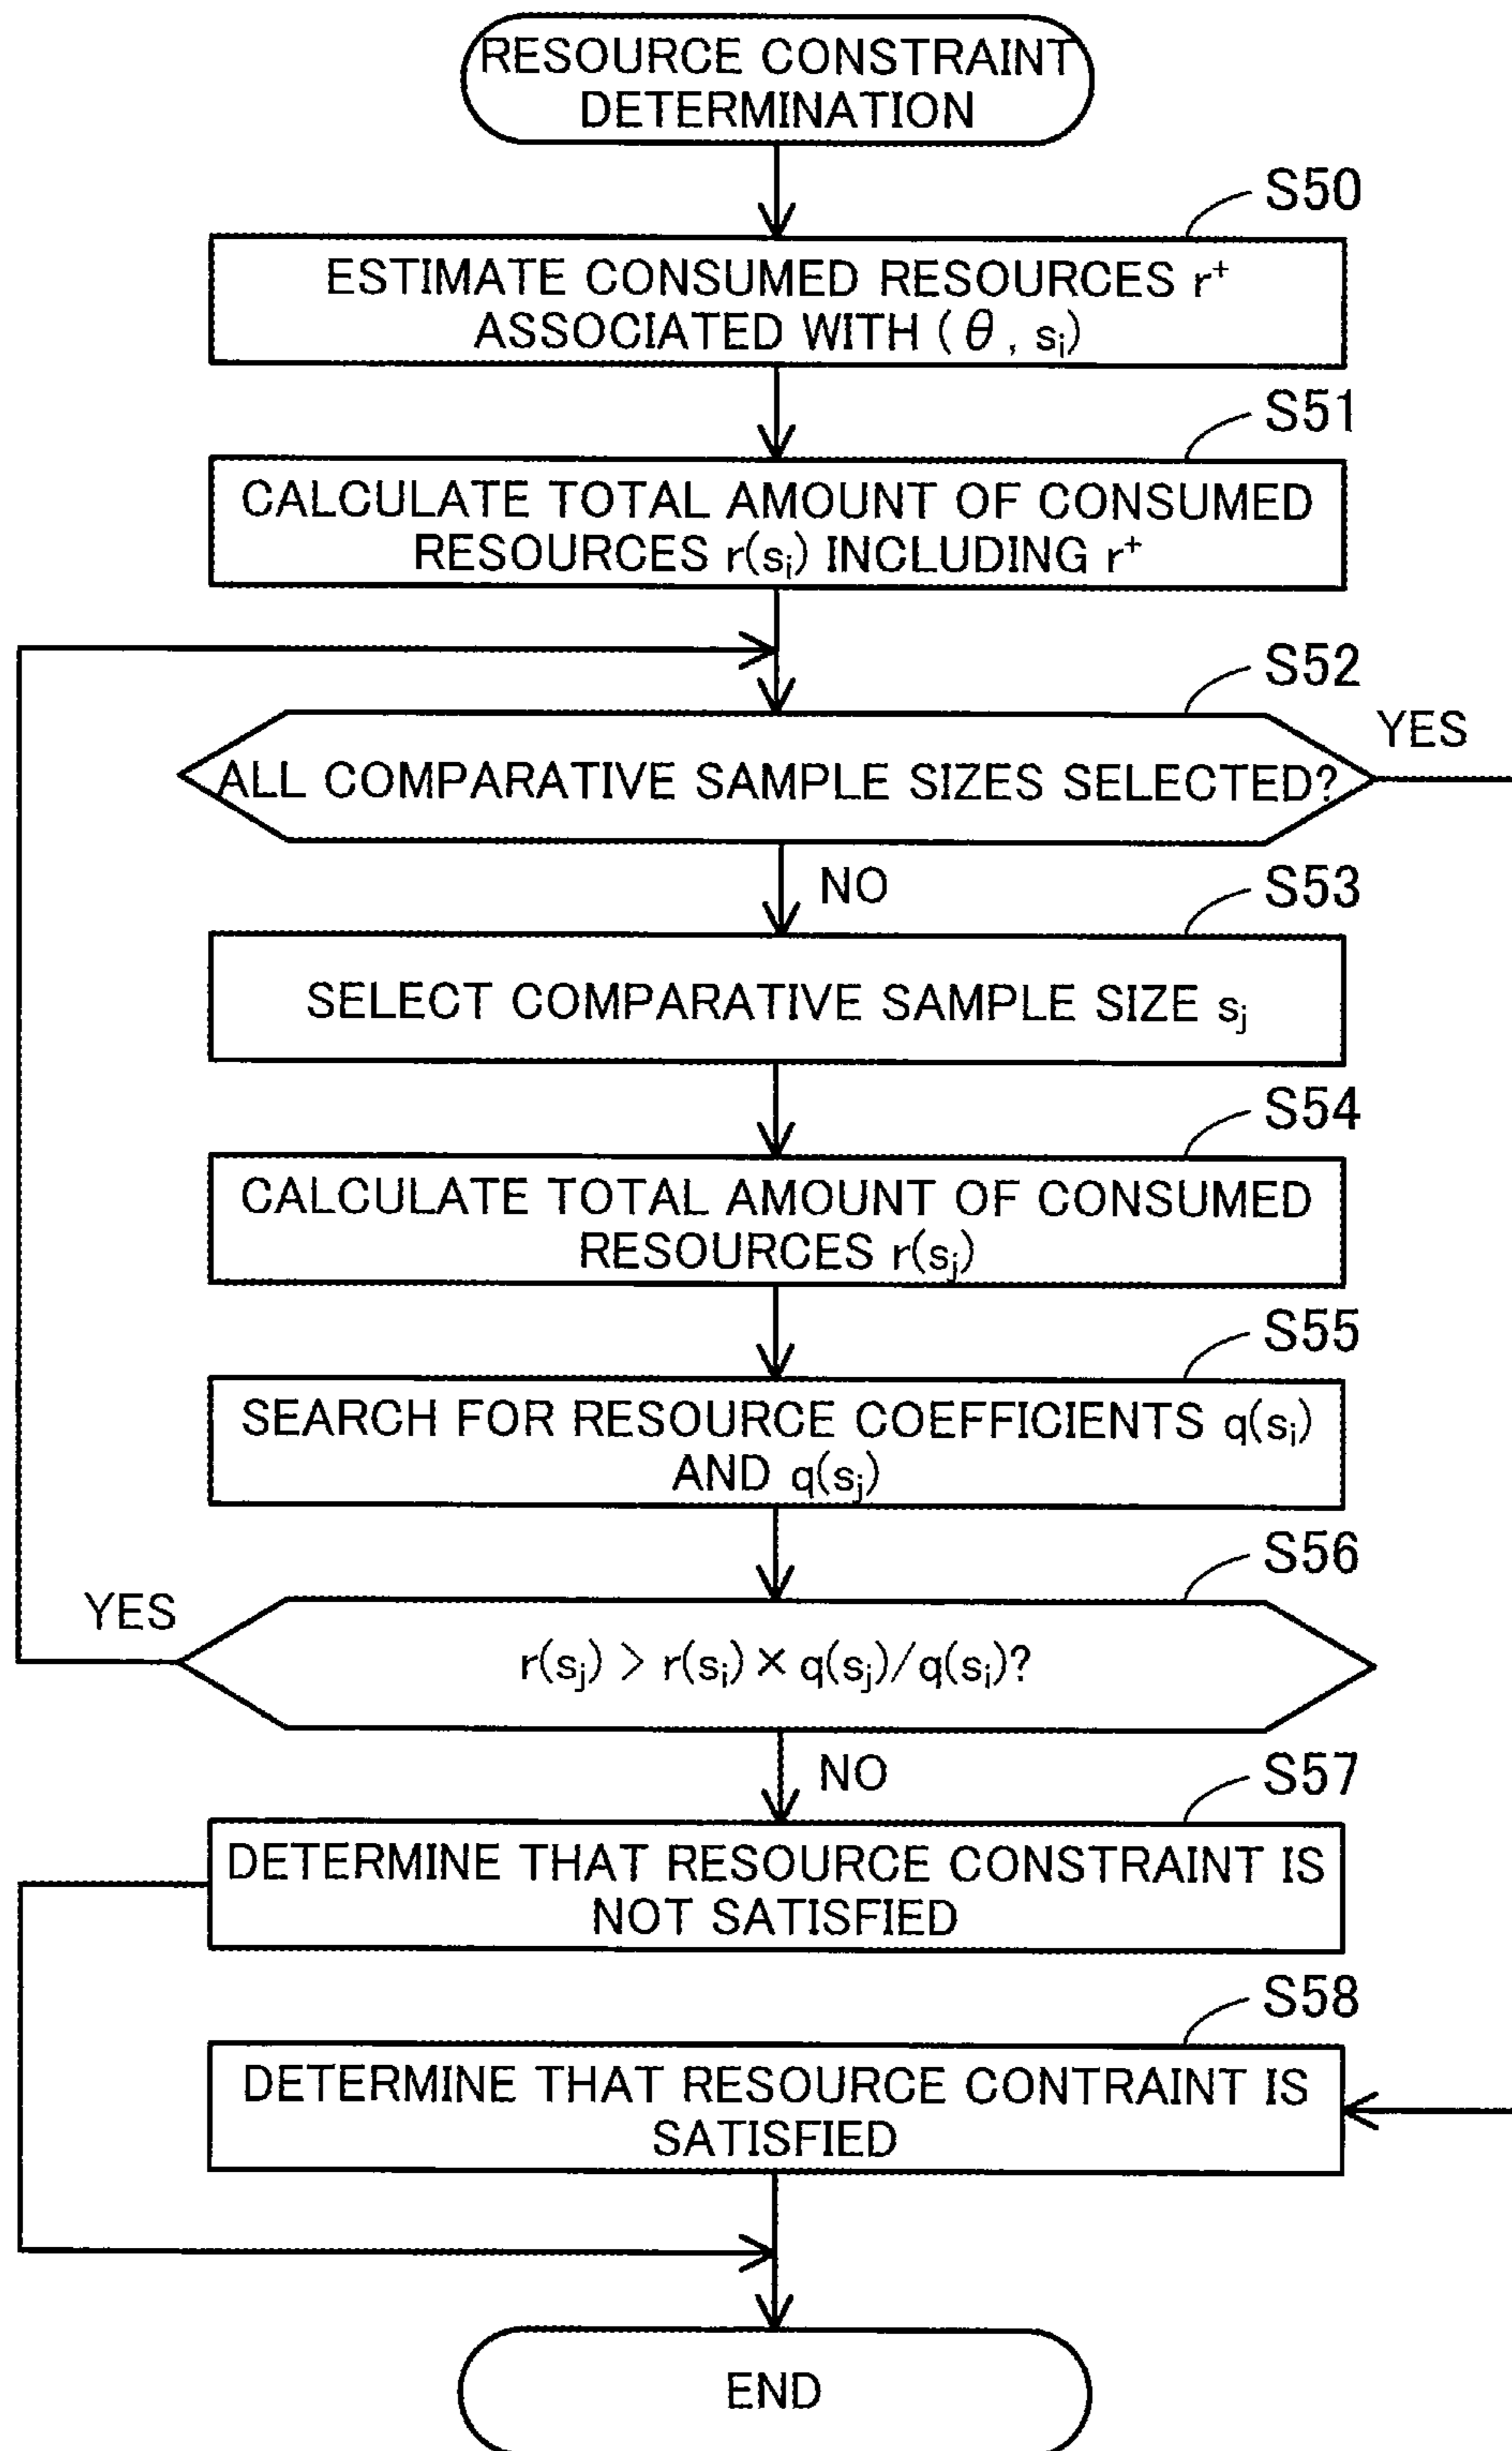 RESOURCE CONSTRAINT
DETERMINATION
S50
ESTIMATE CONSUMED RESOURCES r⁺
ASSOCIATED WITH (θ, sᵢ)
S51
CALCULATE TOTAL AMOUNT OF CONSUMED
RESOURCES r(sᵢ) INCLUDING r⁺
S52
ALL COMPARATIVE SAMPLE SIZES SELECTED?
YES
NO
S53
SELECT COMPARATIVE SAMPLE SIZE sⱼ
S54
CALCULATE TOTAL AMOUNT OF CONSUMED
RESOURCES r(sⱼ)
S55
SEARCH FOR RESOURCE COEFFICIENTS q(sᵢ)
AND q(sⱼ)
S56
YES
r(sⱼ) > r(sᵢ) × q(sⱼ)/q(sᵢ)?
NO
S57
DETERMINE THAT RESOURCE CONSTRAINT IS
NOT SATISFIED
S58
DETERMINE THAT RESOURCE CONTRAINT IS
SATISFIED
END